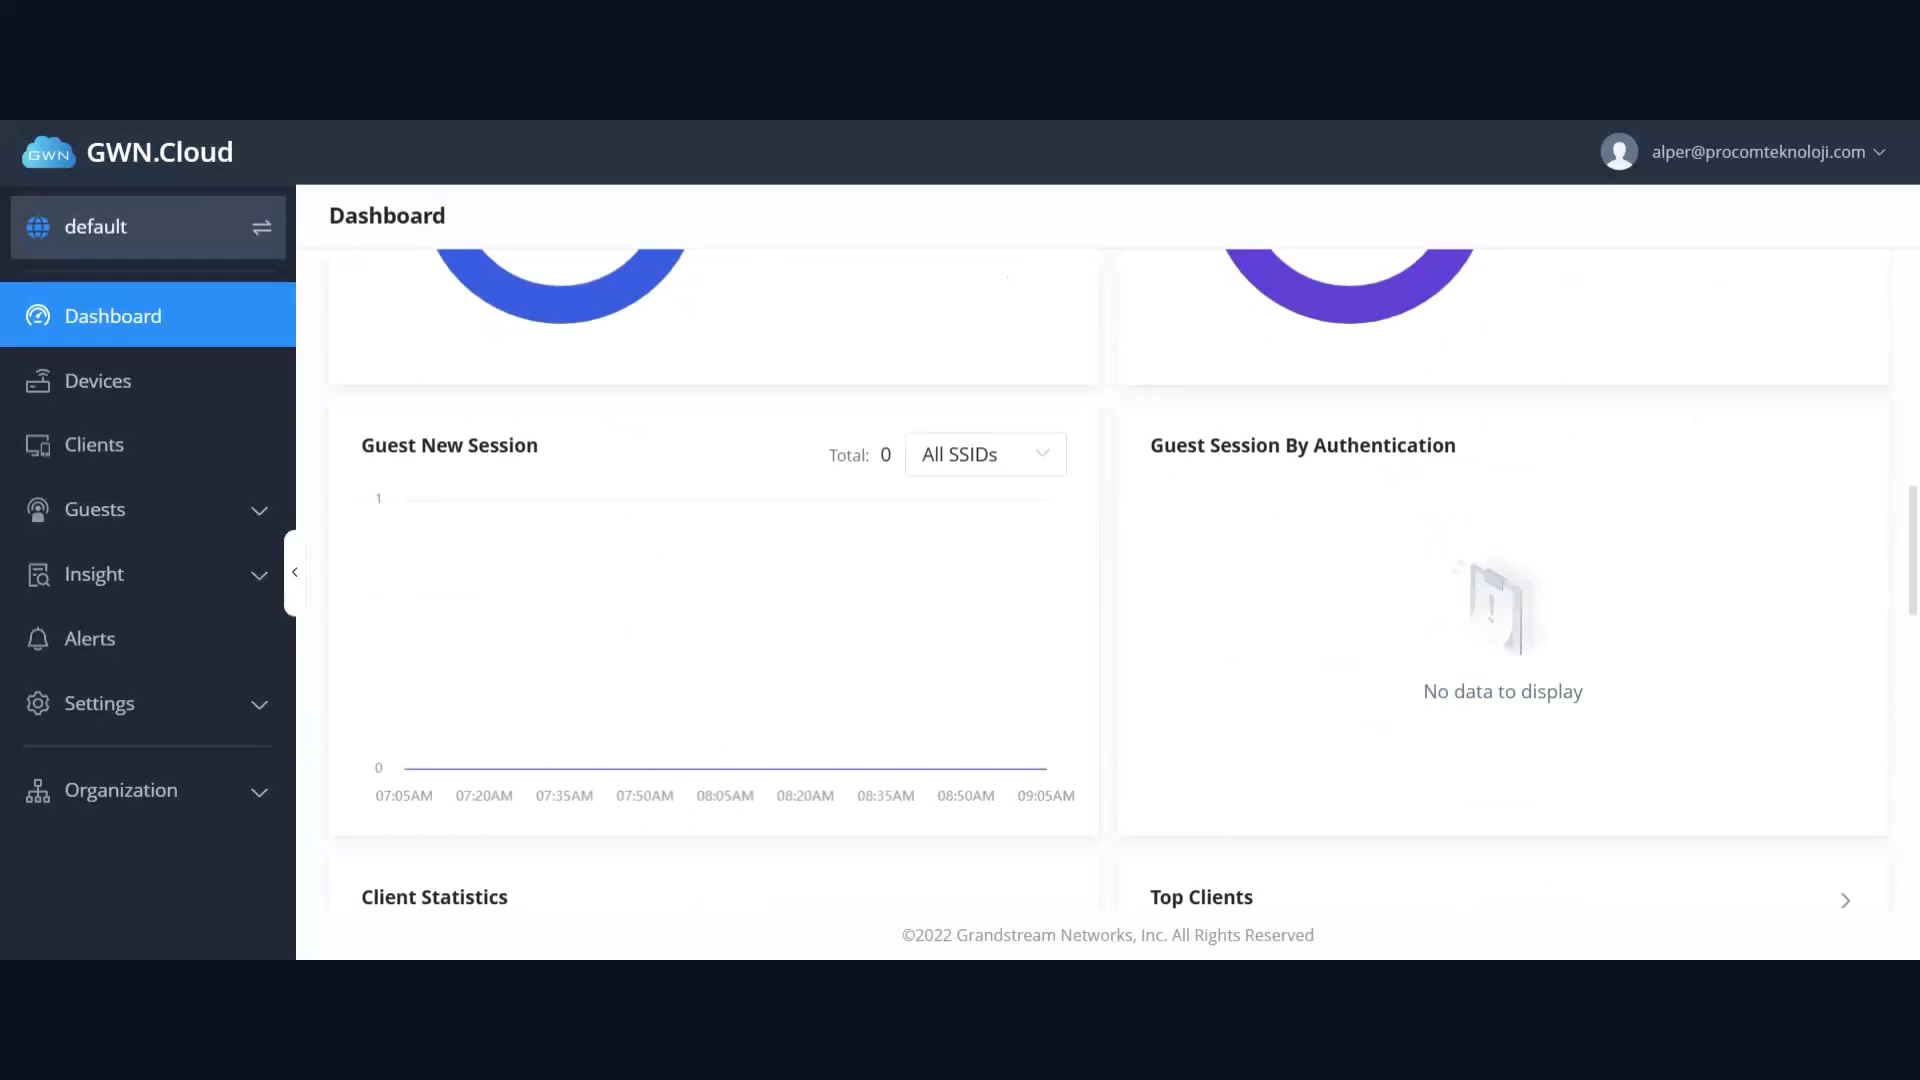 GWN GWN.Cloud
alper@procomteknoloji.com
default
Dashboard
Dashboard
Devices
Clients
Guests
Insight
Alerts
Settings
Organization
Guest New Session
Total: 0
All SSIDs
1
0
07:05AM 07:20AM 07:35AM 07:50AM 08:05AM 08:20AM 08:35AM 08:50AM 09:05AM
Guest Session By Authentication
No data to display
Client Statistics
Top Clients
©2022 Grandstream Networks, Inc. All Rights Reserved